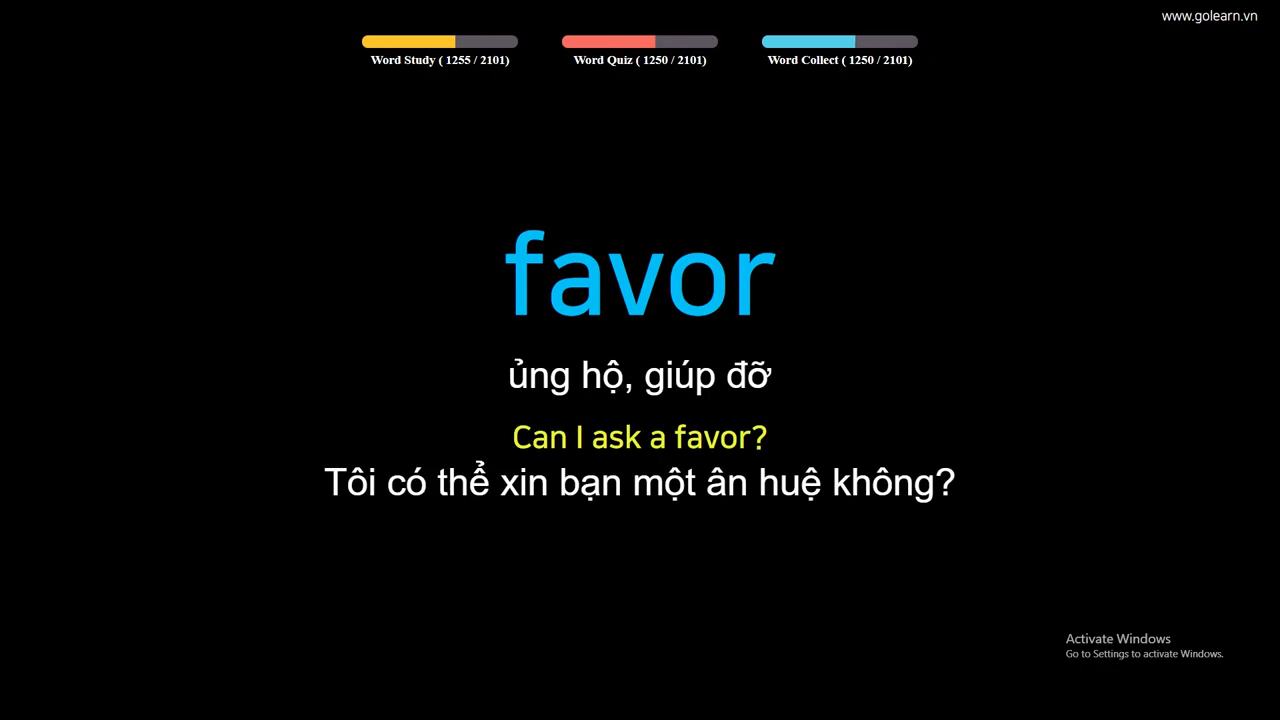 www.golearn.vn
Word Study ( 1255 / 2101)
Word Quiz ( 1250 / 2101)
Word Collect ( 1250 / 2101)
favor
ủng hộ, giúp đỡ
Can I ask a favor?
Tôi có thể xin bạn một ân huệ không?
Activate Windows
Go to Settings to activate Windows.